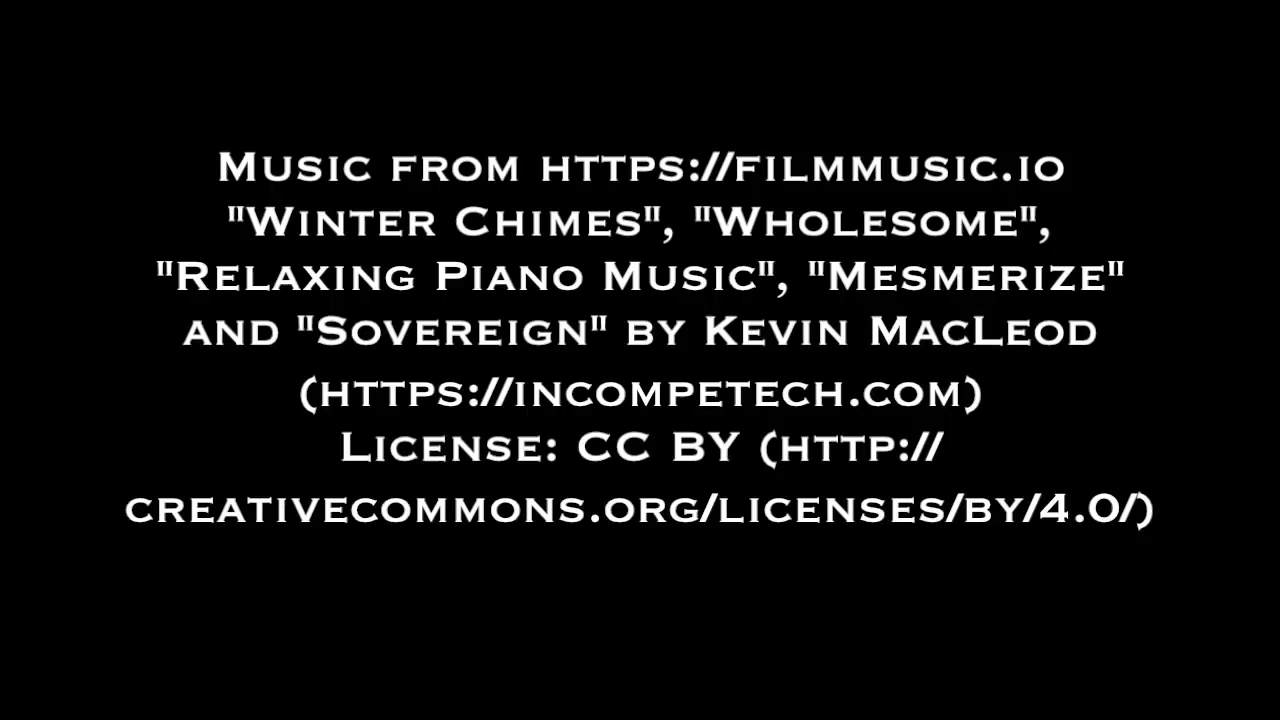 Music from https://filmmusic.io
"Winter Chimes", "Wholesome",
"Relaxing Piano Music", "Mesmerize"
and "Sovereign" by Kevin MacLeod
(https://incompetech.com)
License: CC BY (http://
creativecommons.org/licenses/by/4.0/)